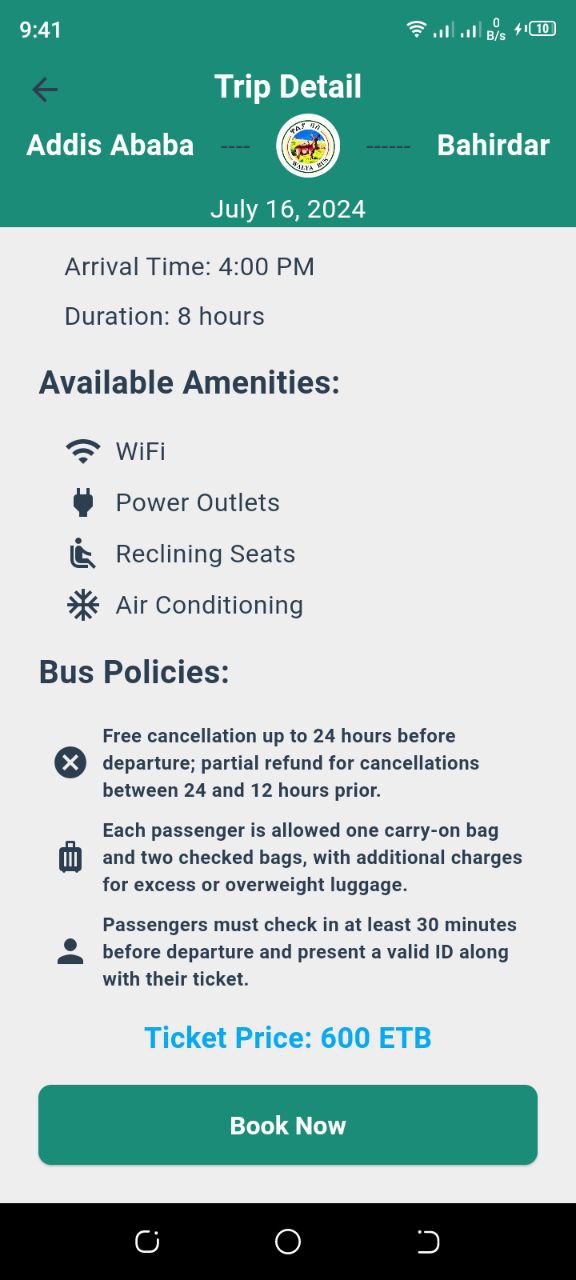 9:41
0
B/s
10
Trip Detail
Addis Ababa ---- ------ Bahirdar
WALYA BUS
July 16, 2024
Arrival Time: 4:00 PM
Duration: 8 hours
Available Amenities:
WiFi
Power Outlets
Reclining Seats
Air Conditioning
Bus Policies:
Free cancellation up to 24 hours before
departure; partial refund for cancellations
between 24 and 12 hours prior.
Each passenger is allowed one carry-on bag
and two checked bags, with additional charges
for excess or overweight luggage.
Passengers must check in at least 30 minutes
before departure and present a valid ID along
with their ticket.
Ticket Price: 600 ETB
Book Now